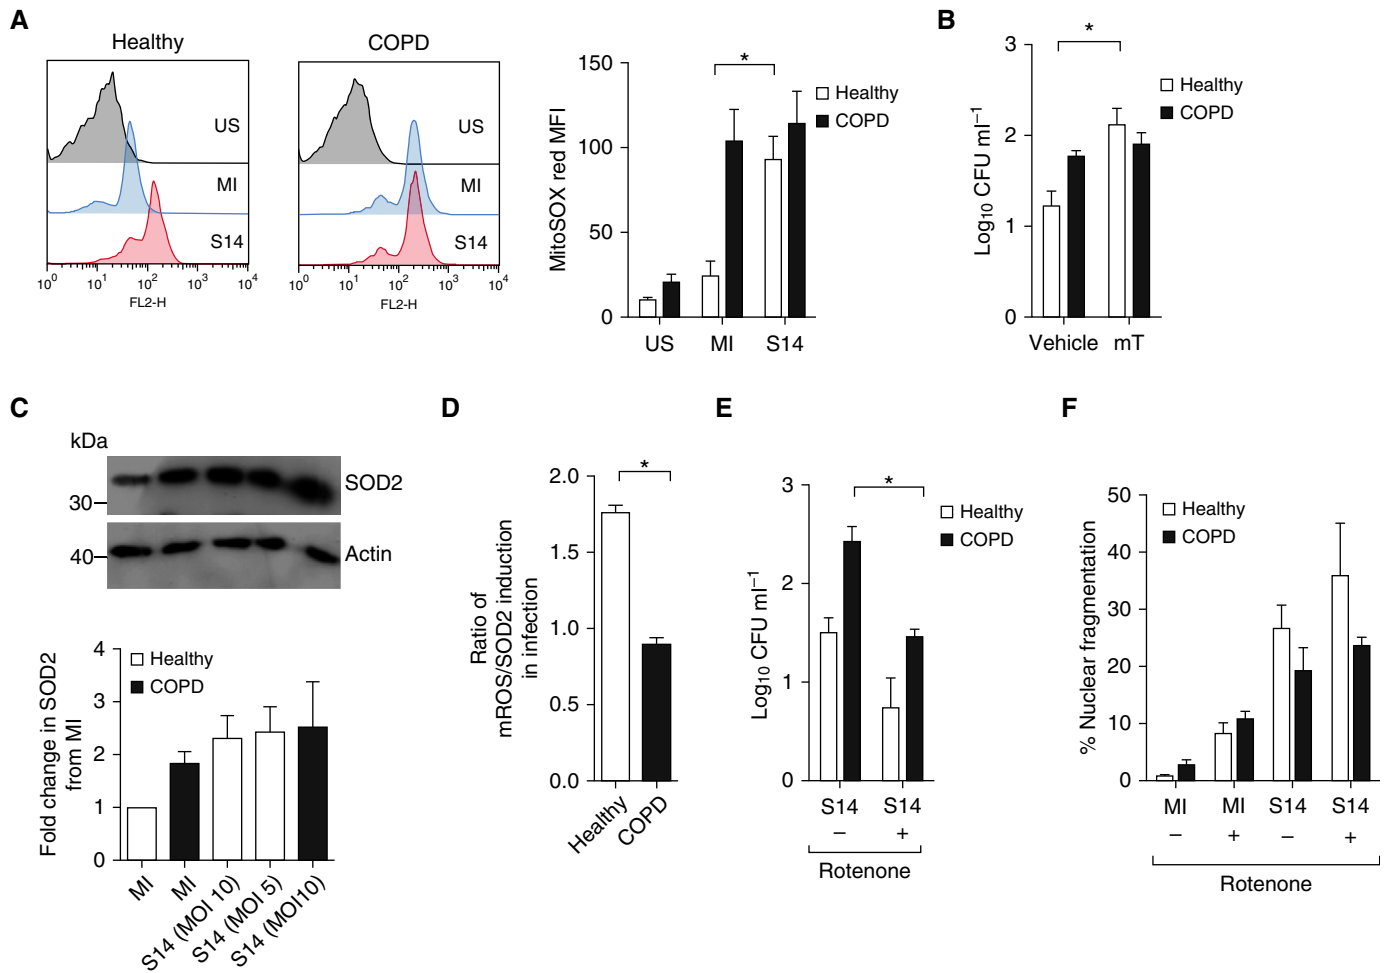 A
Healthy
COPD
US
MI
S14
US
MI
S14
10⁰ 10¹ 10² 10³ 10⁴
FL2-H
10⁰ 10¹ 10² 10³ 10⁴
FL2-H
MitoSOX red MFI
150
100
50
0
*
Healthy
COPD
US MI S14
B
Log₁₀ CFU ml⁻¹
3
2
1
0
*
Healthy
COPD
Vehicle mT
C
kDa
30
SOD2
40
Actin
Fold change in SOD2
from MI
4
3
2
1
0
Healthy
COPD
MI
MI
S14 (MOI 10)
S14 (MOI 5)
S14 (MOI10)
D
Ratio of
mROS/SOD2 induction
in infection
2.0
1.5
1.0
0.5
0.0
*
Healthy
COPD
E
Log₁₀ CFU ml⁻¹
3
2
1
0
*
Healthy
COPD
S14 S14
– +
Rotenone
F
% Nuclear fragmentation
50
40
30
20
10
0
Healthy
COPD
MI MI S14 S14
– + – +
Rotenone